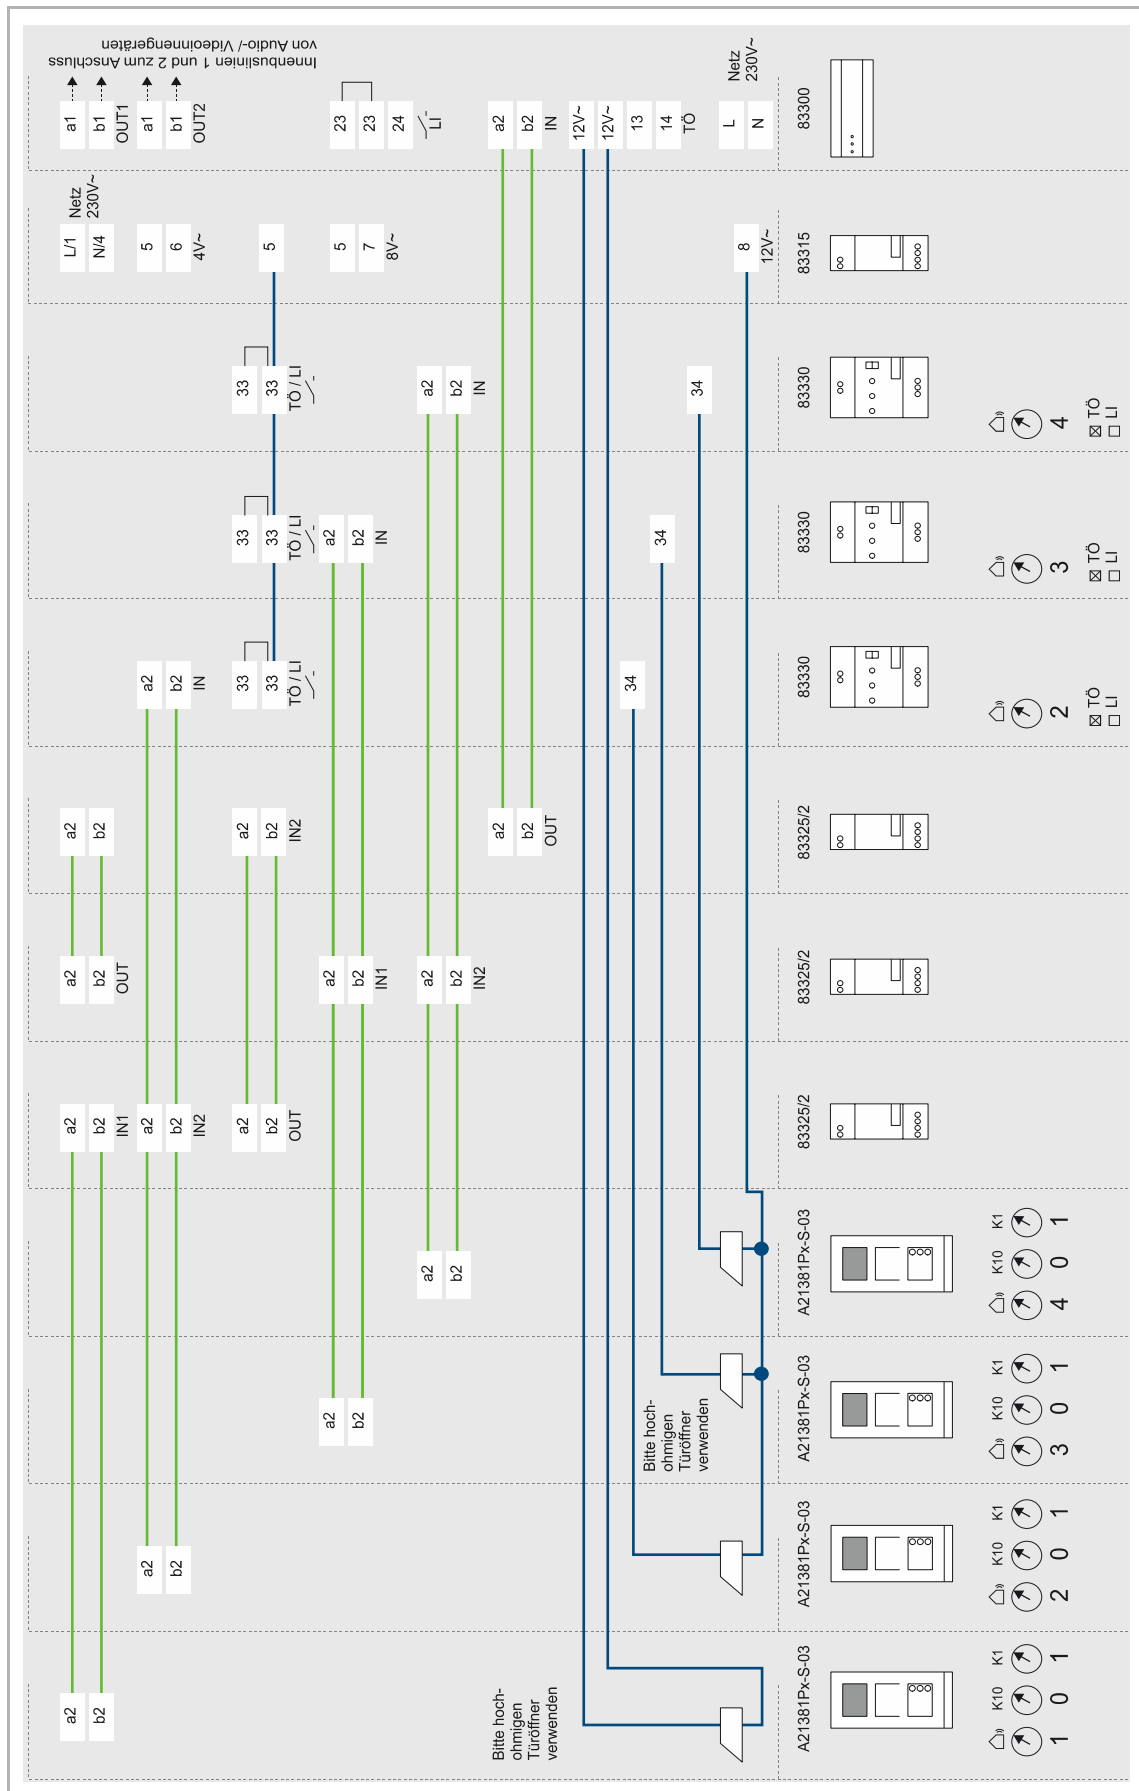 Innenbuslinien 1 und 2 zum Anschluss
von Audio-/ Videoinnengeräten
a1
b1
OUT1
a1
b1
OUT2
23
23
24
LI
a2
b2
IN
12V~
12V~
13
14
TÖ
L
N
Netz
230V~
83300
L/1
N/4
Netz
230V~
5
6
4V~
5
5
7
8V~
8
12V~
83315
33
33
TÖ / LI
a2
b2
IN
34
83330
4
TÖ
LI
33
33
TÖ / LI
a2
b2
IN
34
83330
3
TÖ
LI
a2
b2
IN
33
33
TÖ / LI
34
83330
2
TÖ
LI
a2
b2
a2
b2
IN2
a2
b2
OUT
83325/2
a2
b2
OUT
a2
b2
IN1
a2
b2
IN2
83325/2
a2
b2
IN1
a2
b2
IN2
a2
b2
OUT
83325/2
a2
b2
A21381Px-S-03
K10
K1
4
0
1
a2
b2
Bitte hoch-
ohmigen
Türöffner
verwenden
A21381Px-S-03
K10
K1
3
0
1
a2
b2
A21381Px-S-03
K10
K1
2
0
1
a2
b2
Bitte hoch-
ohmigen
Türöffner
verwenden
A21381Px-S-03
K10
K1
1
0
1